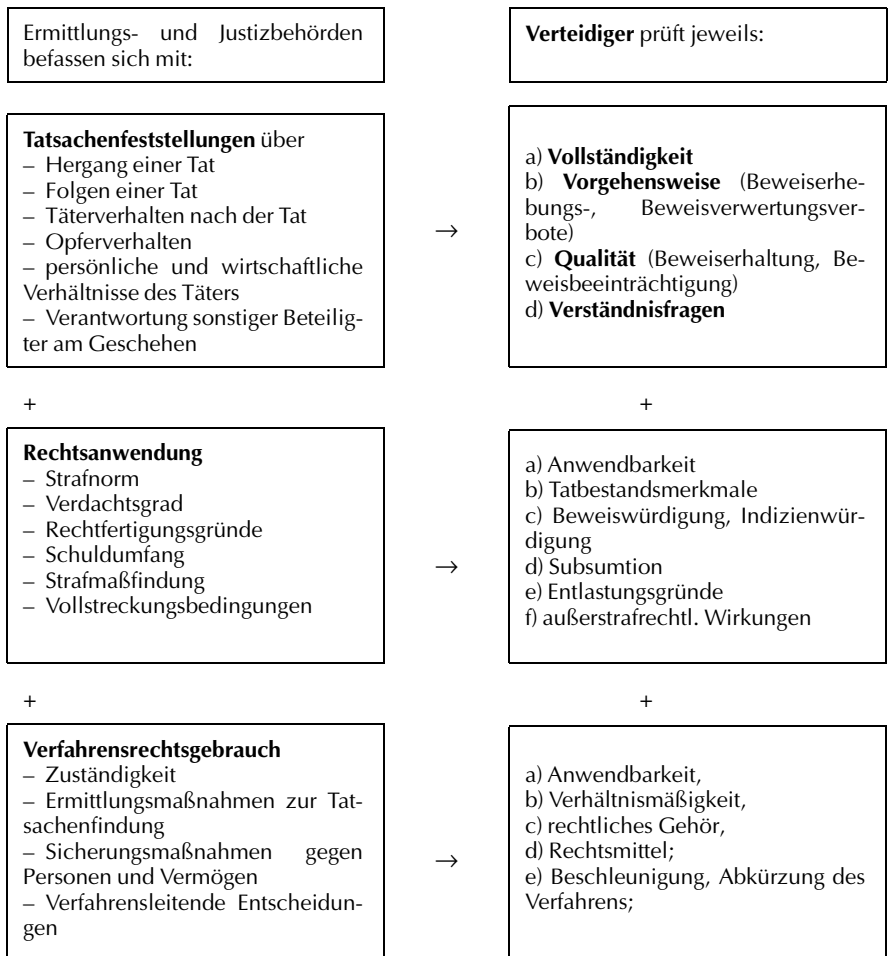 Ermittlungs- und Justizbehörden
befassen sich mit:
Verteidiger prüft jeweils:
Tatsachenfeststellungen über
– Hergang einer Tat
– Folgen einer Tat
– Täterverhalten nach der Tat
– Opferverhalten
– persönliche und wirtschaftliche
Verhältnisse des Täters
– Verantwortung sonstiger Beteilig-
ter am Geschehen
→
a) Vollständigkeit
b) Vorgehensweise (Beweiserhe-
bungs-, Beweisverwertungsver-
bote)
c) Qualität (Beweiserhaltung, Be-
weisbeeinträchtigung)
d) Verständnisfragen
+
+
Rechtsanwendung
– Strafnorm
– Verdachtsgrad
– Rechtfertigungsgründe
– Schuldumfang
– Strafmaßfindung
– Vollstreckungsbedingungen
→
a) Anwendbarkeit
b) Tatbestandsmerkmale
c) Beweiswürdigung, Indizienwür-
digung
d) Subsumtion
e) Entlastungsgründe
f) außerstrafrechtl. Wirkungen
+
+
Verfahrensrechtsgebrauch
– Zuständigkeit
– Ermittlungsmaßnahmen zur Tat-
sachenfindung
– Sicherungsmaßnahmen gegen
Personen und Vermögen
– Verfahrensleitende Entscheidun-
gen
→
a) Anwendbarkeit,
b) Verhältnismäßigkeit,
c) rechtliches Gehör,
d) Rechtsmittel;
e) Beschleunigung, Abkürzung des
Verfahrens;